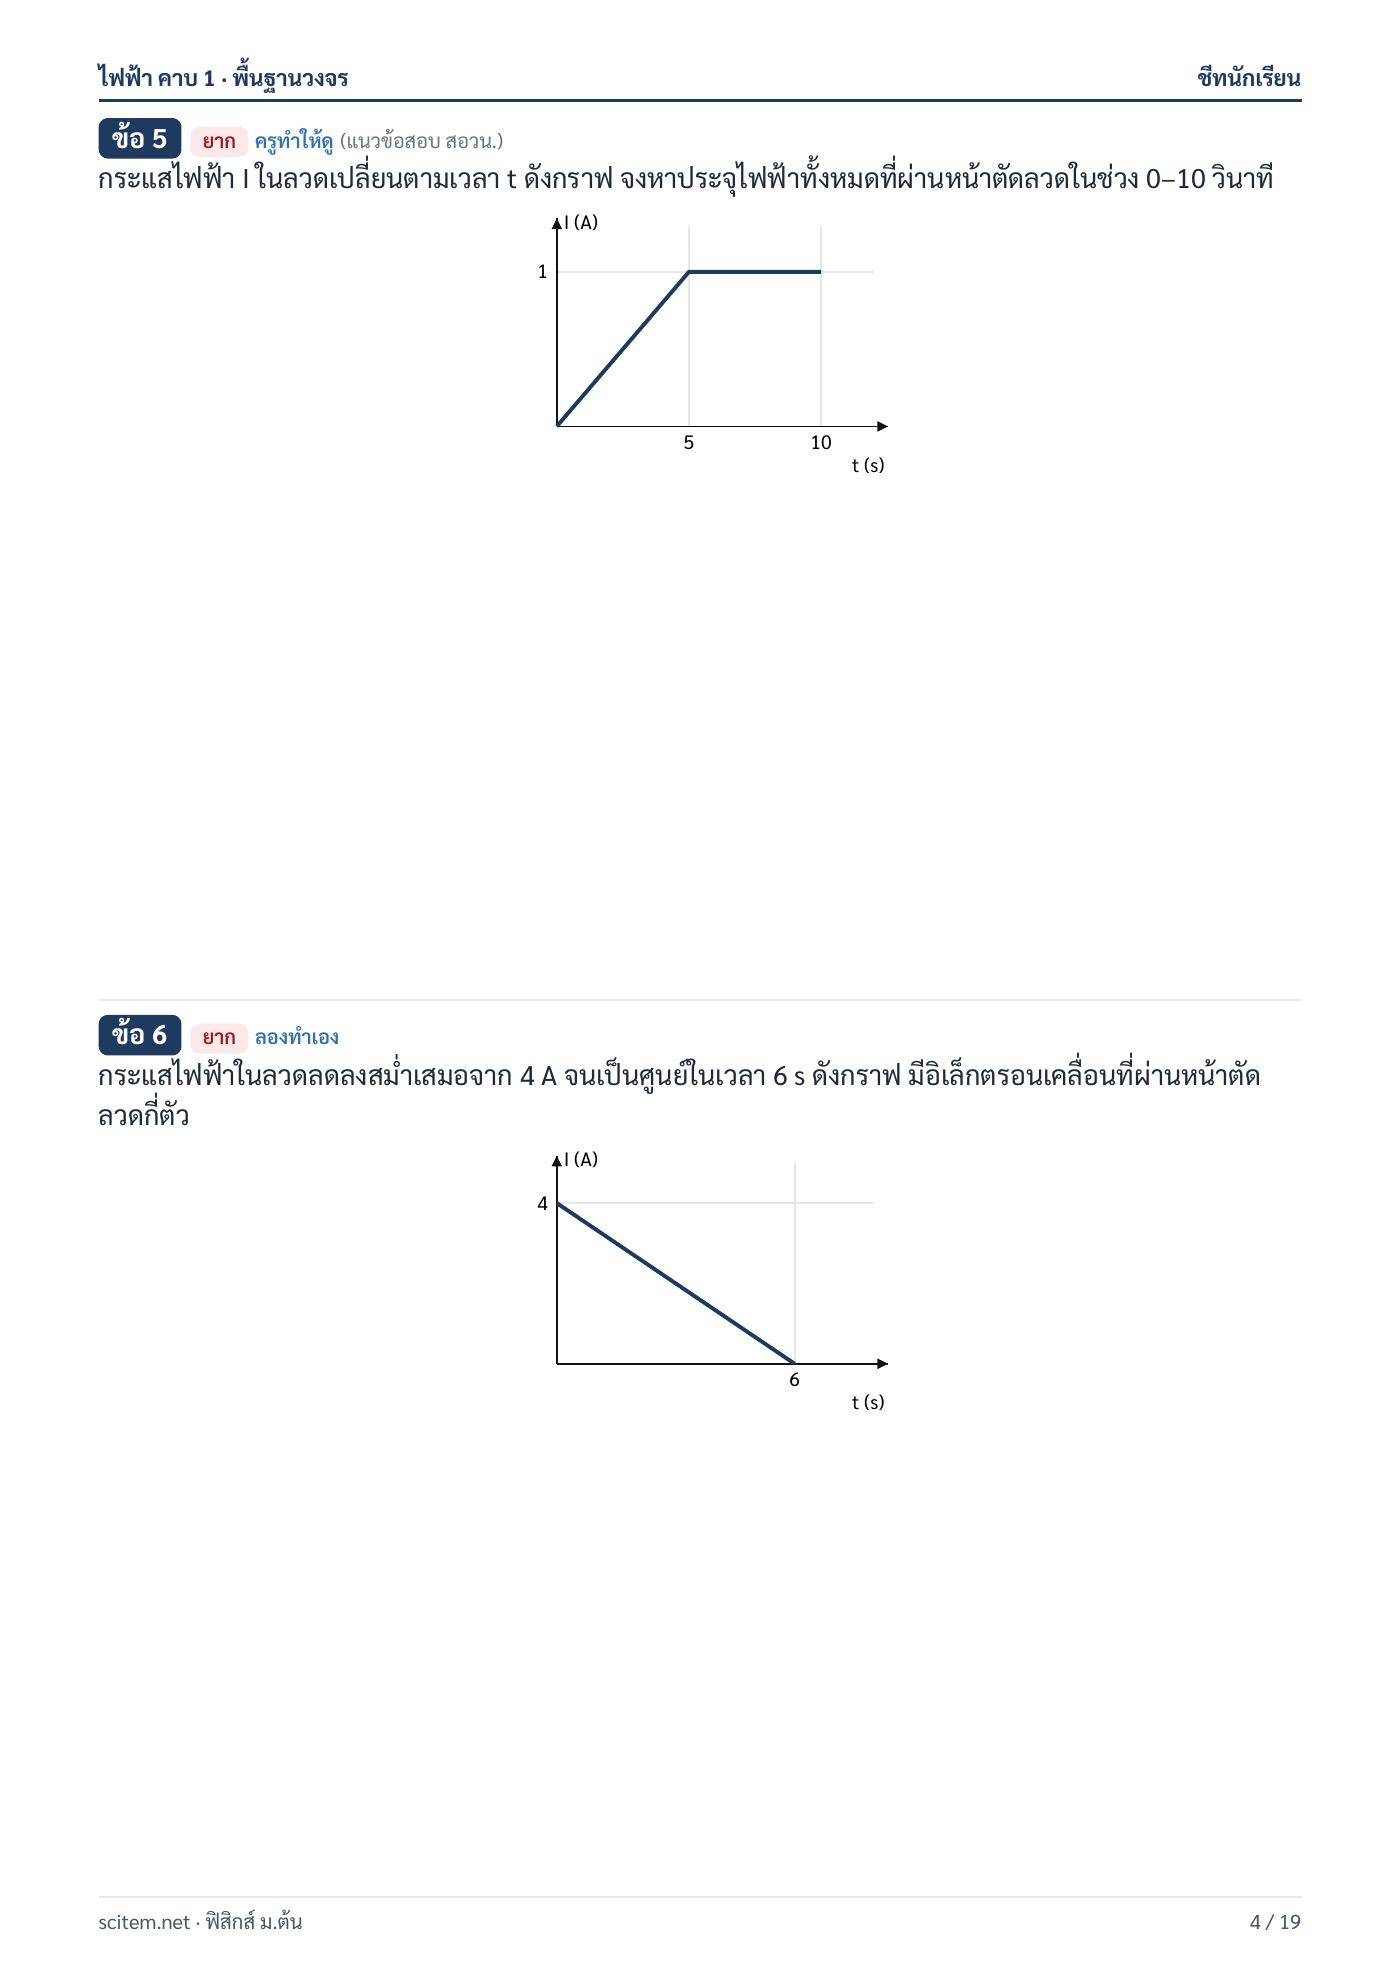 ไฟฟ้า คาบ 1 · พื้นฐานวงจร
ชีทนักเรียน
ข้อ 5 ยาก ครูทำให้ดู (แนวข้อสอบ สอวน.)
กระแสไฟฟ้า I ในลวดเปลี่ยนตามเวลา t ดังกราฟ จงหาประจุไฟฟ้าทั้งหมดที่ผ่านหน้าตัดลวดในช่วง 0–10 วินาที
I (A)
1
5 10
t (s)
ข้อ 6 ยาก ลองทำเอง
กระแสไฟฟ้าในลวดลดลงสม่ำเสมอจาก 4 A จนเป็นศูนย์ในเวลา 6 s ดังกราฟ มีอิเล็กตรอนเคลื่อนที่ผ่านหน้าตัด
ลวดกี่ตัว
I (A)
4
6
t (s)
scitem.net · ฟิสิกส์ ม.ต้น
4 / 19